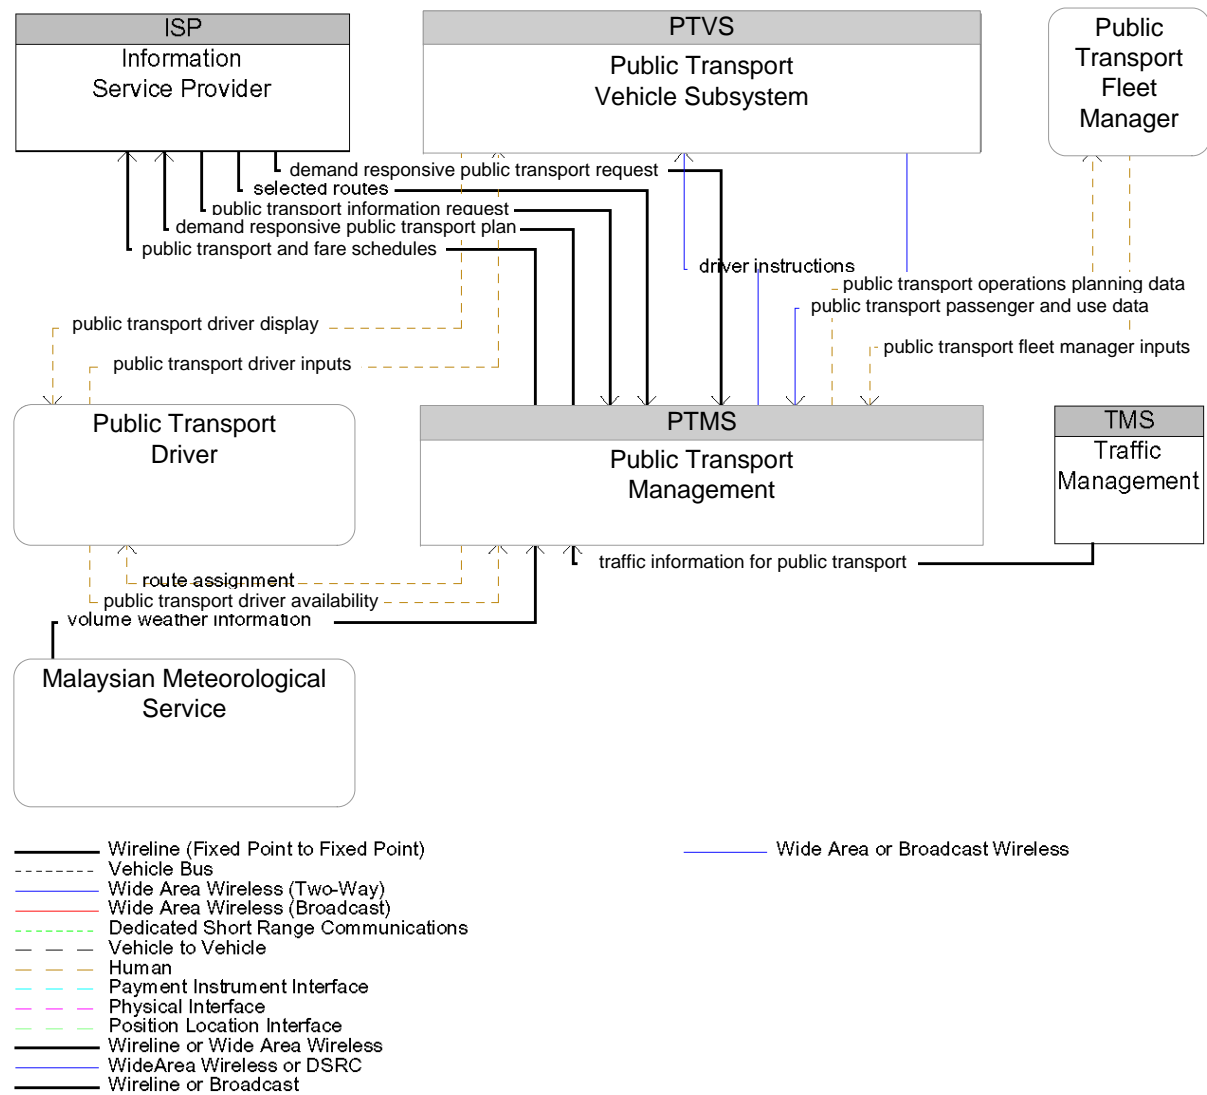 ISP
Information
Service Provider
PTVS
Public Transport
Vehicle Subsystem
Public
Transport
Fleet
Manager
demand responsive public transport request
selected routes
public transport information request
demand responsive public transport plan
public transport and fare schedules
driver instructions
public transport operations planning data
public transport passenger and use data
public transport driver display
public transport fleet manager inputs
public transport driver inputs
Public Transport
Driver
PTMS
Public Transport
Management
TMS
Traffic
Management
traffic information for public transport
route assignment
public transport driver availability
volume weather information
Malaysian Meteorological
Service
Wireline (Fixed Point to Fixed Point)
Vehicle Bus
Wide Area Wireless (Two-Way)
Wide Area Wireless (Broadcast)
Dedicated Short Range Communications
Vehicle to Vehicle
Human
Payment Instrument Interface
Physical Interface
Position Location Interface
Wireline or Wide Area Wireless
WideArea Wireless or DSRC
Wireline or Broadcast
Wide Area or Broadcast Wireless